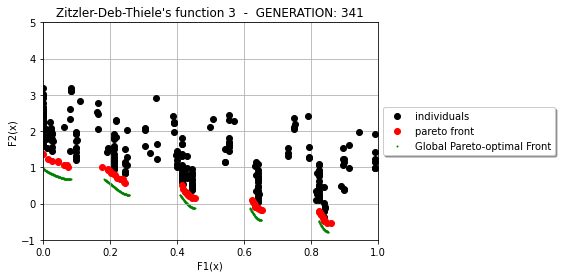 Zitzler-Deb-Thiele's function 3 - GENERATION: 341
5
4
3
2
1
0
−1
F2(x)
0.0
0.2
0.4
0.6
0.8
1.0
F1(x)
individuals
pareto front
Global Pareto-optimal Front